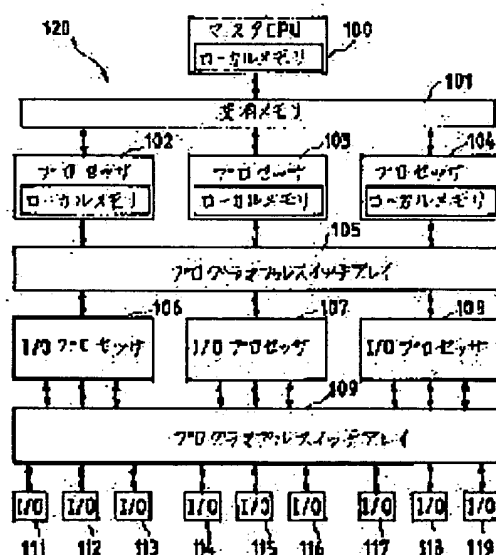 120
マスタCPU
100
ローカルメモリ
101
共用メモリ
102
103
104
プロセッサ プロセッサ プロセッサ
ローカルメモリ ローカルメモリ ローカルメモリ
105
プログラマブルスイッチアレイ
106 107 108
I/Oプロセッサ I/Oプロセッサ I/Oプロセッサ
109
プログラマブルスイッチアレイ
I/O I/O I/O I/O I/O I/O I/O I/O I/O
111 112 113 114 115 116 117 118 119